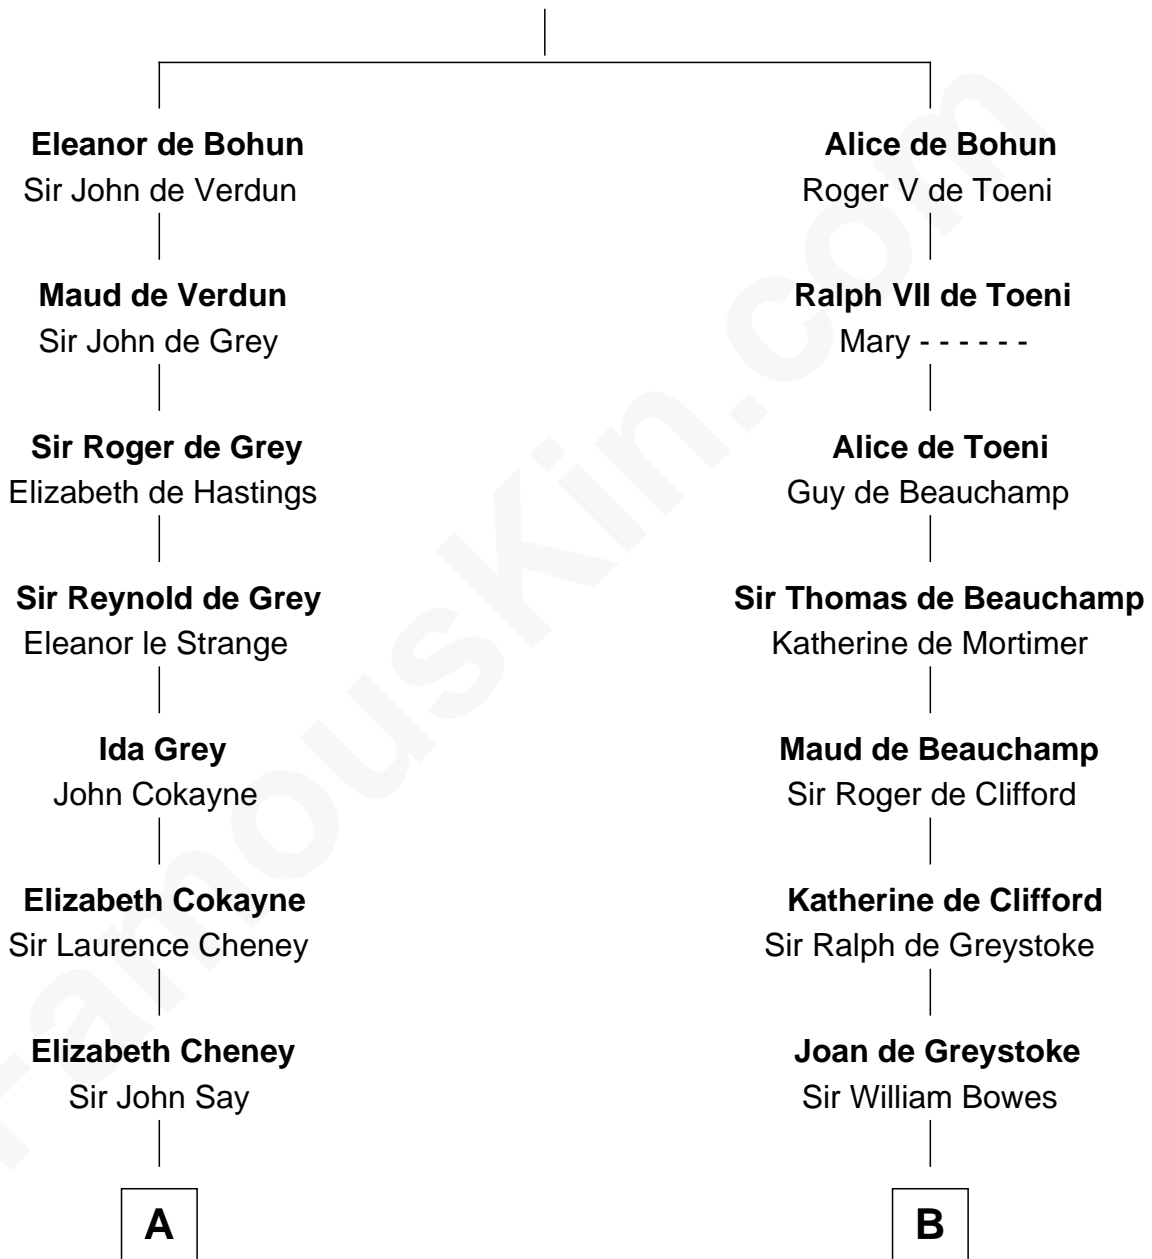 Eleanor de Bohun
Sir John de Verdun
Maud de Verdun
Sir John de Grey
Sir Roger de Grey
Elizabeth de Hastings
Sir Reynold de Grey
Eleanor le Strange
Ida Grey
John Cokayne
Elizabeth Cokayne
Sir Laurence Cheney
Elizabeth Cheney
Sir John Say
A
Alice de Bohun
Roger V de Toeni
Ralph VII de Toeni
Mary - - - - - -
Alice de Toeni
Guy de Beauchamp
Sir Thomas de Beauchamp
Katherine de Mortimer
Maud de Beauchamp
Sir Roger de Clifford
Katherine de Clifford
Sir Ralph de Greystoke
Joan de Greystoke
Sir William Bowes
B
FamousKin.com